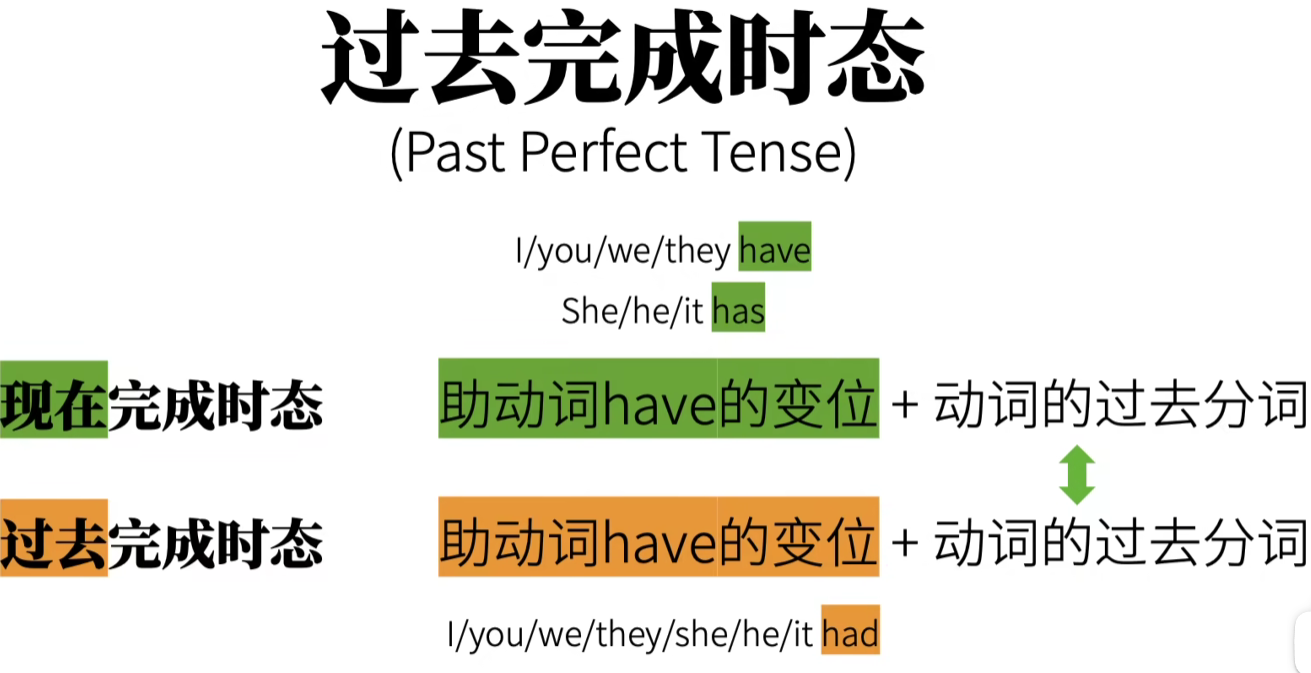 过去完成时态
(Past Perfect Tense)
I/you/we/they have
She/he/it has
现在完成时态 助动词have的变位 + 动词的过去分词
过去完成时态 助动词have的变位 + 动词的过去分词
I/you/we/they/she/he/it had